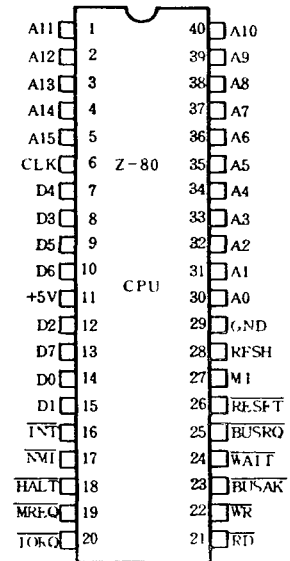 A11 1 40 A10
A12 2 39 A9
A13 3 38 A8
A14 4 37 A7
A15 5 36 A6
CLK 6 Z-80 35 A5
D4 7 34 A4
D3 8 33 A3
D5 9 32 A2
D6 10 31 A1
+5V 11 CPU 30 A0
D2 12 29 GND
D7 13 28 RFSH
D0 14 27 M1
D1 15 26 RESET
INT 16 25 BUSRQ
NMI 17 24 WAIT
HALT 18 23 BUSAK
MREQ 19 22 WR
IORQ 20 21 RD